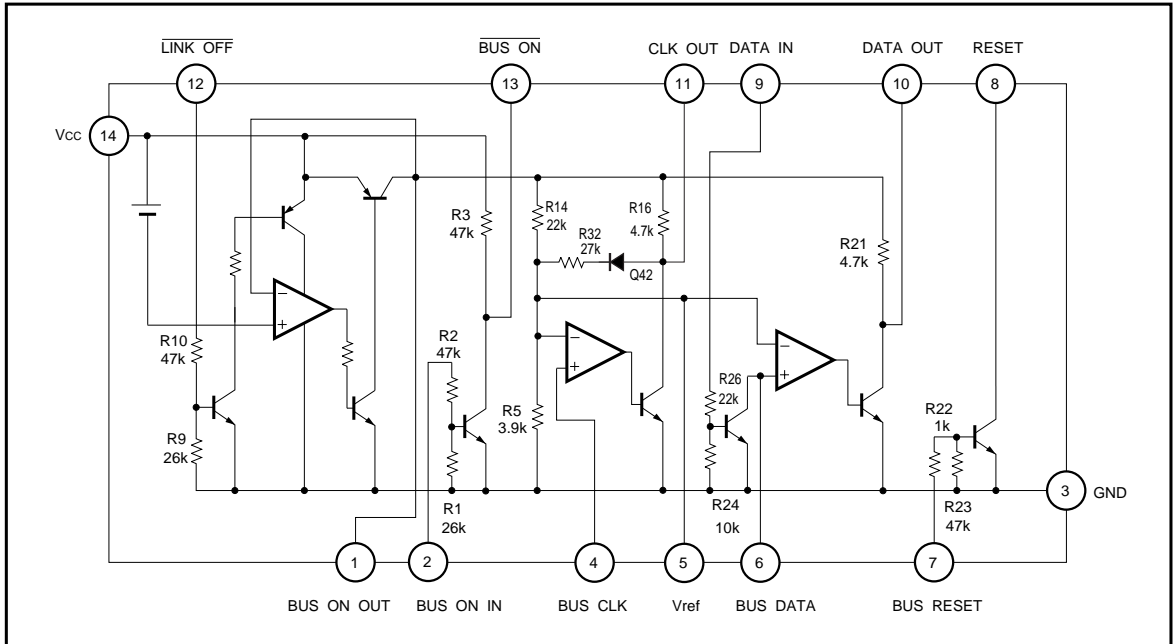 LINK OFF
BUS ON
CLK OUT
DATA IN
DATA OUT
RESET
12
13
11
9
10
8
Vcc
14
R3
47k
R14
22k
R32
27k
Q42
R16
4.7k
R21
4.7k
−
+
R10
47k
R9
26k
R2
47k
R1
26k
R5
3.9k
−
+
R26
22k
R24
10k
−
+
R22
1k
R23
47k
3
GND
1
2
4
5
6
7
BUS ON OUT
BUS ON IN
BUS CLK
Vref
BUS DATA
BUS RESET